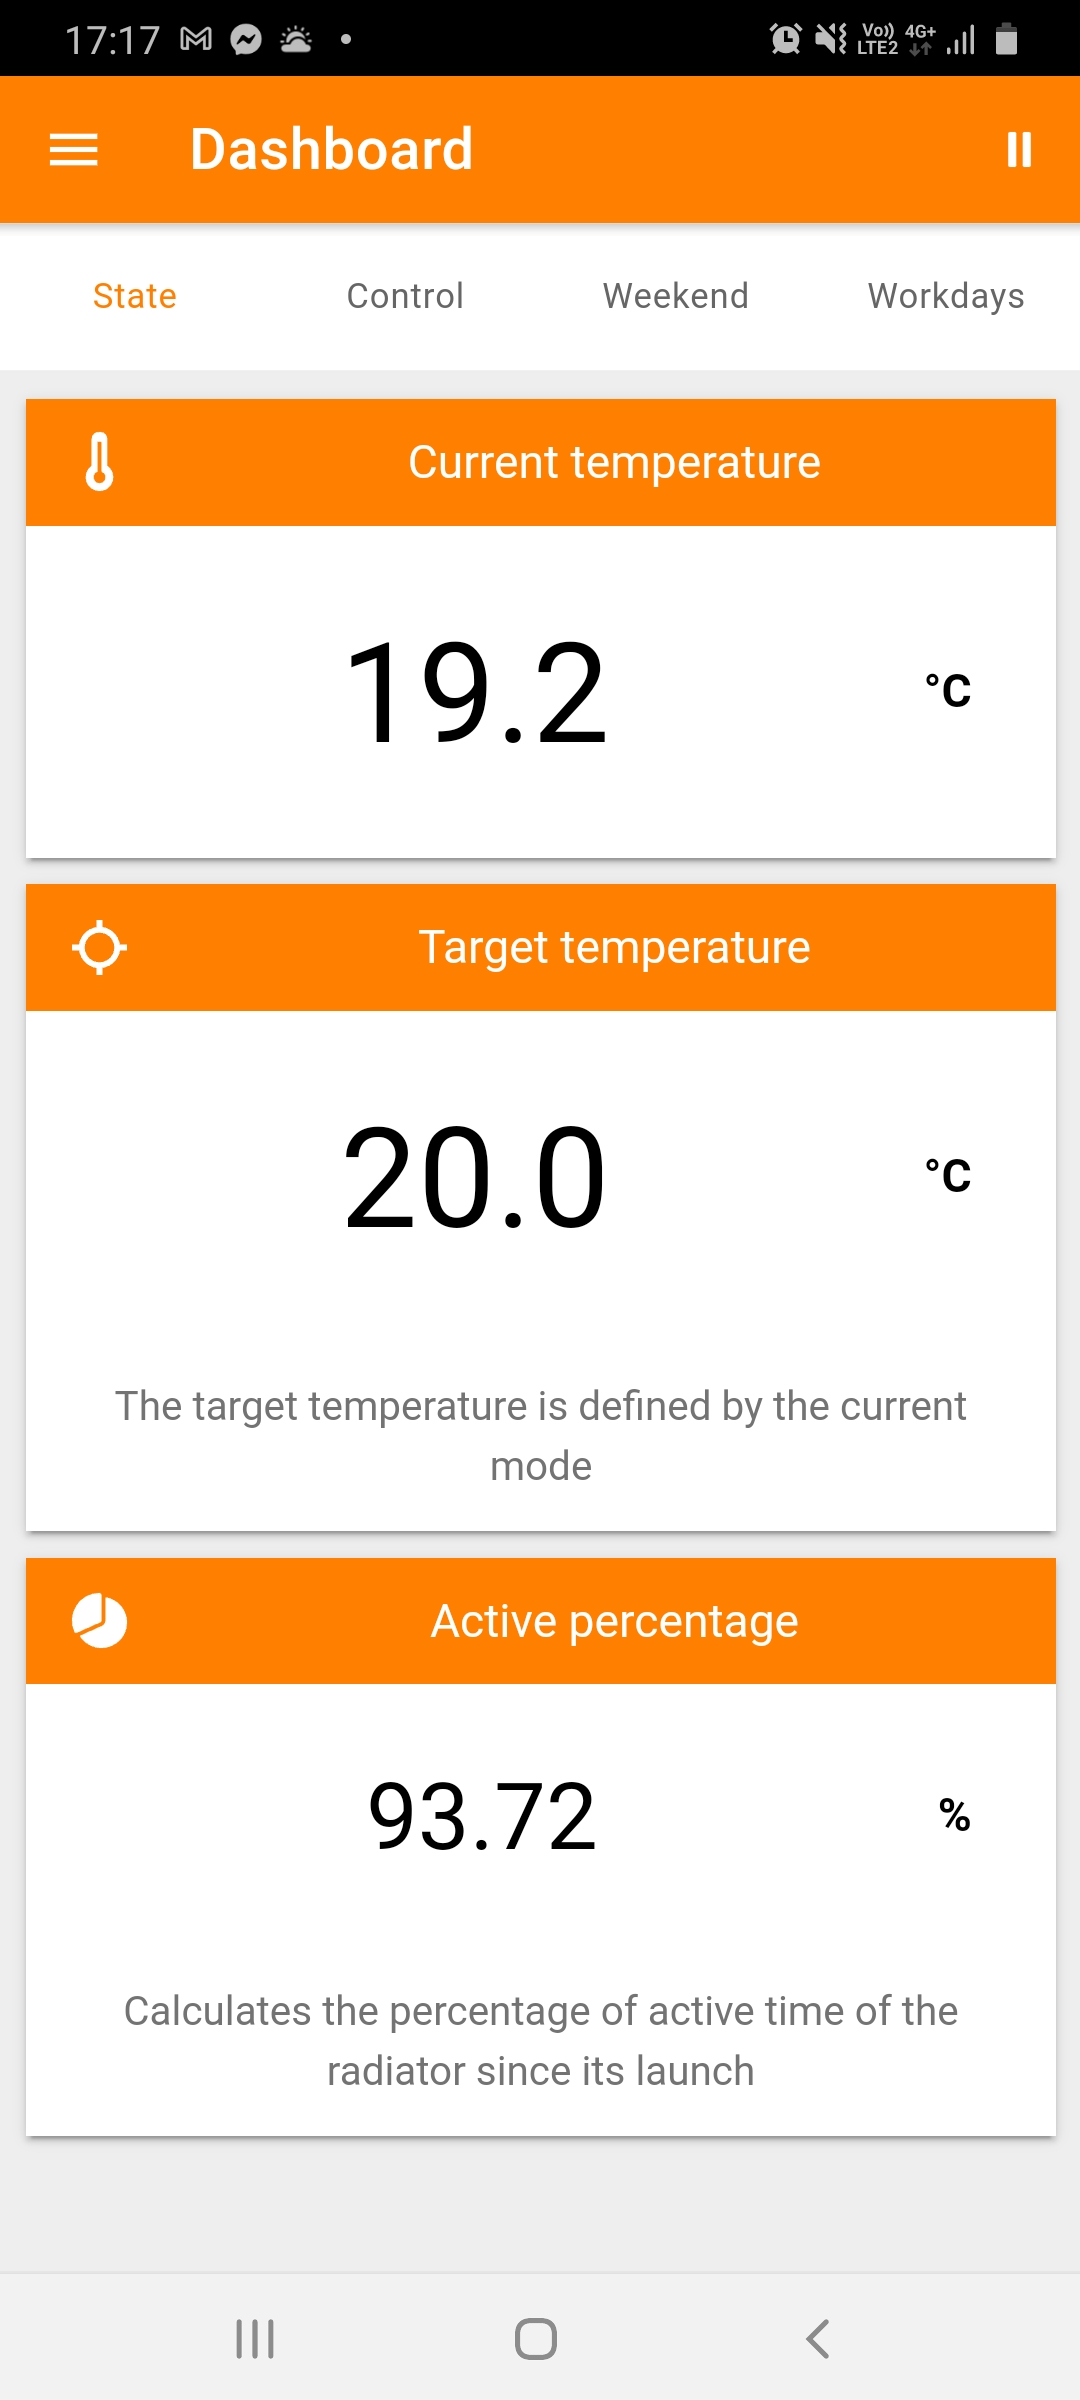 17:17
Vo)) LTE2 4G+
Dashboard
State Control Weekend Workdays
Current temperature
19.2 °C
Target temperature
20.0 °C
The target temperature is defined by the current
mode
Active percentage
93.72 %
Calculates the percentage of active time of the
radiator since its launch